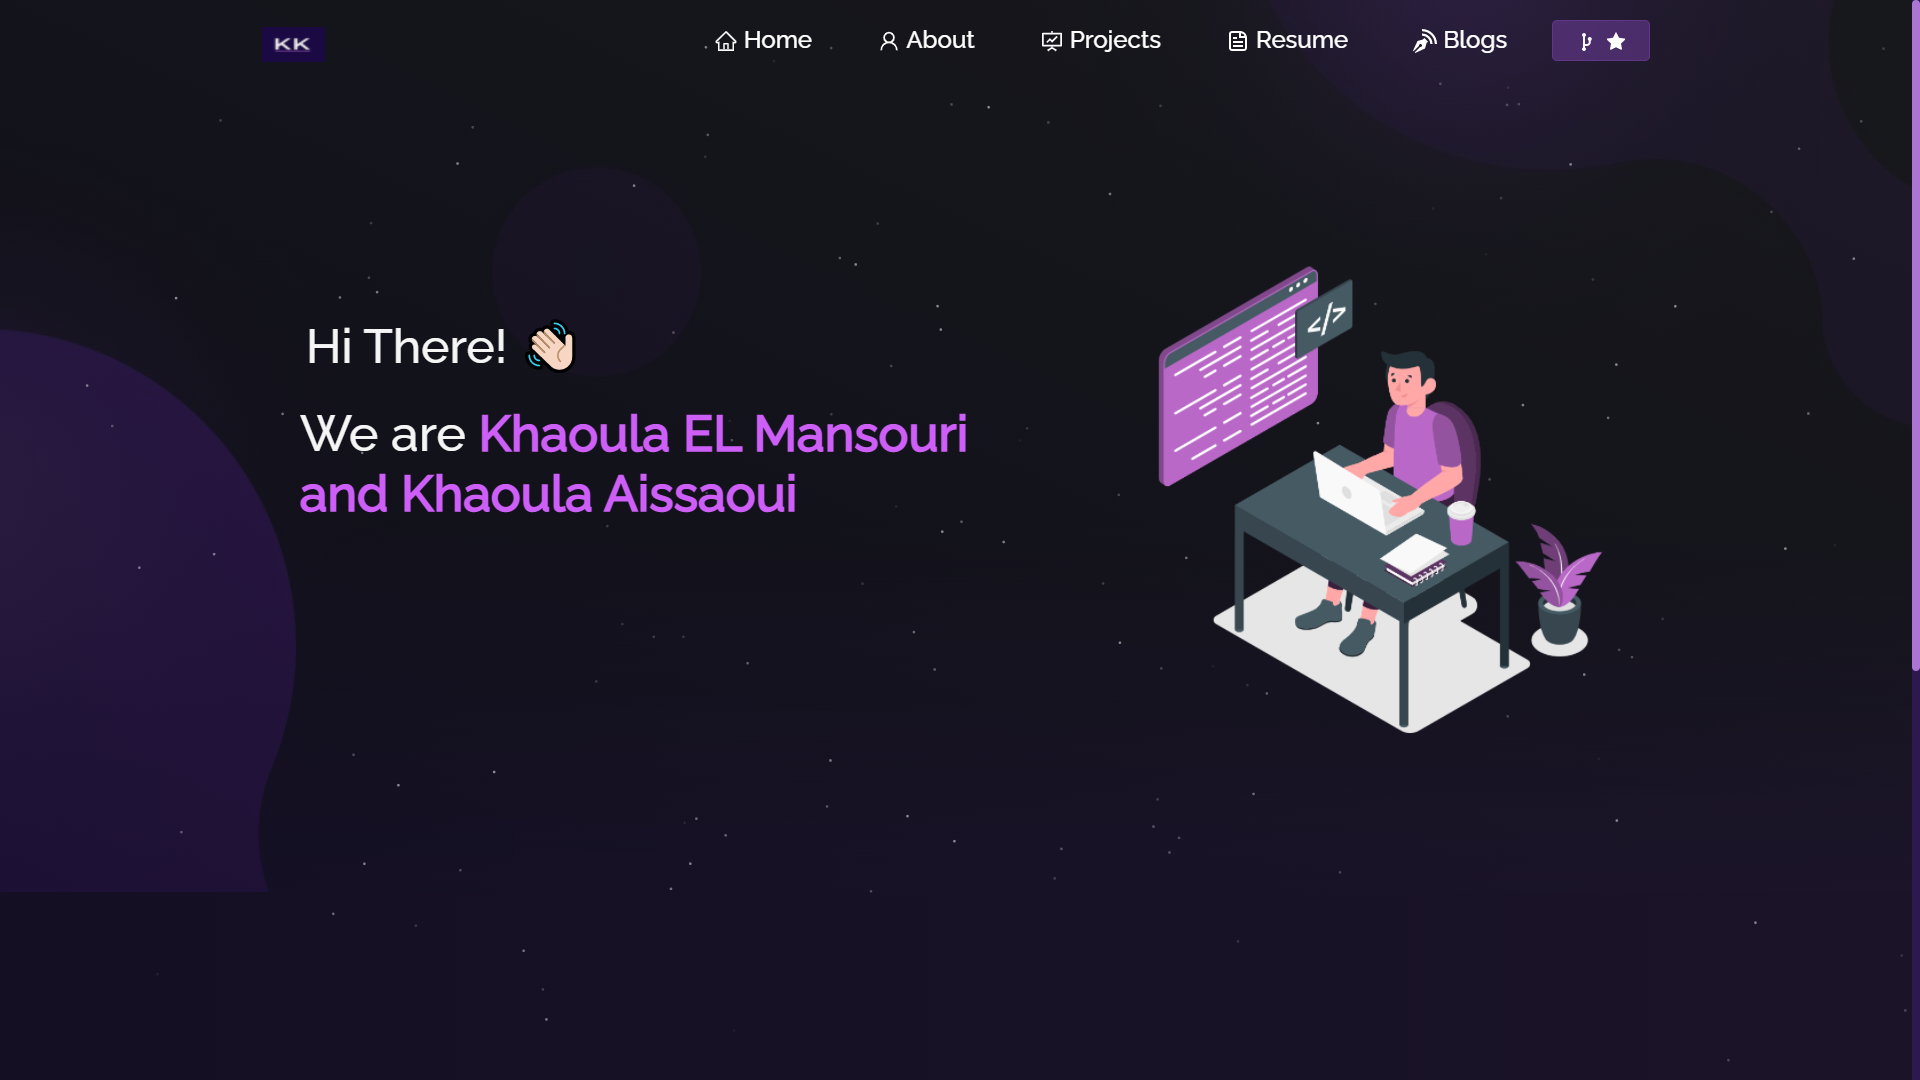 KK
Home
About
Projects
Resume
Blogs
Hi There! 👋🏻
We are Khaoula EL Mansouri
and Khaoula Aissaoui
</>